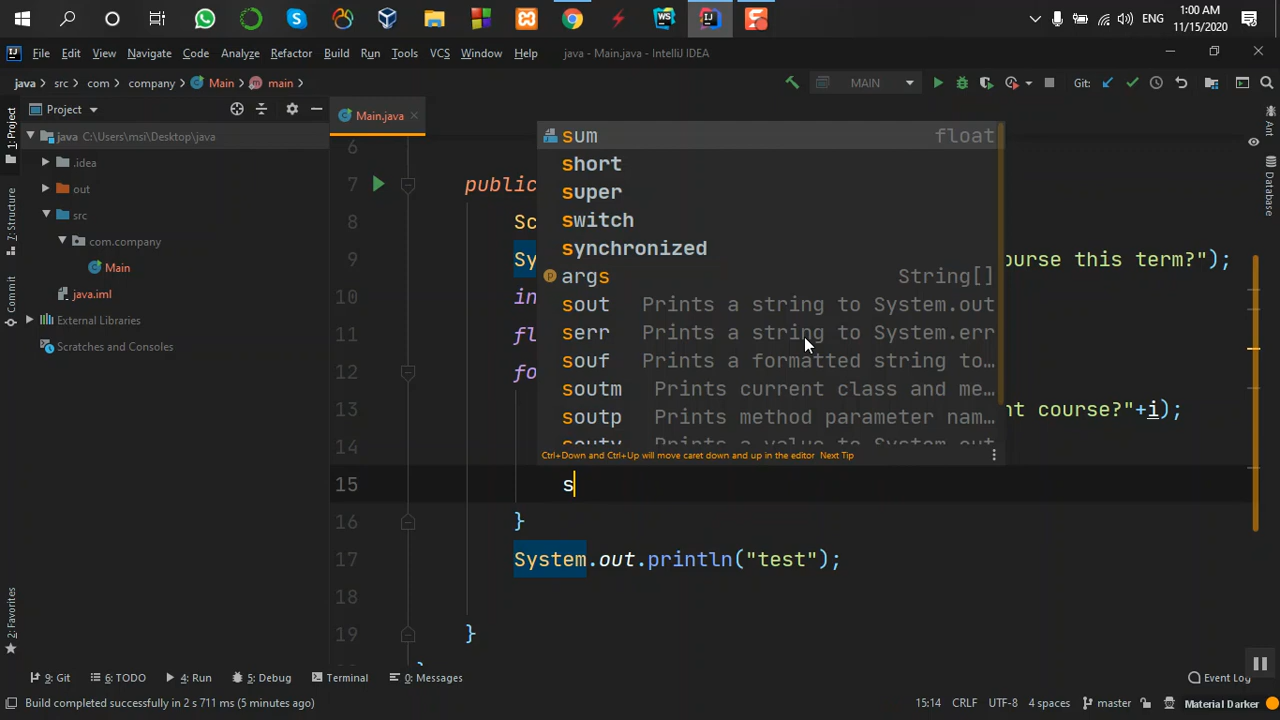 1:00 AM
ENG
11/15/2020
File Edit View Navigate Code Analyze Refactor Build Run Tools VCS Window Help java - Main.java - IntelliJ IDEA
java src com company Main main MAIN Git:
Project
Main.java
1: Project
java C:\Users\msi\Desktop\java
.idea
out
src
com.company
Main
java.iml
External Libraries
Scratches and Consoles
7: Structure
Commit
2: Favorites
Ant
Database
6
7 public
8 Sc
9 Sy ourse this term?");
10 in
11 fl
12 fo
13 nt course?"+i);
14
15 s
16 }
17 System.out.println("test");
18
19 }
sum float
short
super
switch
synchronized
args String[]
sout Prints a string to System.out
serr Prints a string to System.err
souf Prints a formatted string to…
soutm Prints current class and me…
soutp Prints method parameter nam…
soutv Prints a value to System.out
Ctrl+Down and Ctrl+Up will move caret down and up in the editor Next Tip
9: Git 6: TODO 4: Run 5: Debug Terminal 0: Messages Event Log
Build completed successfully in 2 s 711 ms (5 minutes ago) 15:14 CRLF UTF-8 4 spaces master Material Darker